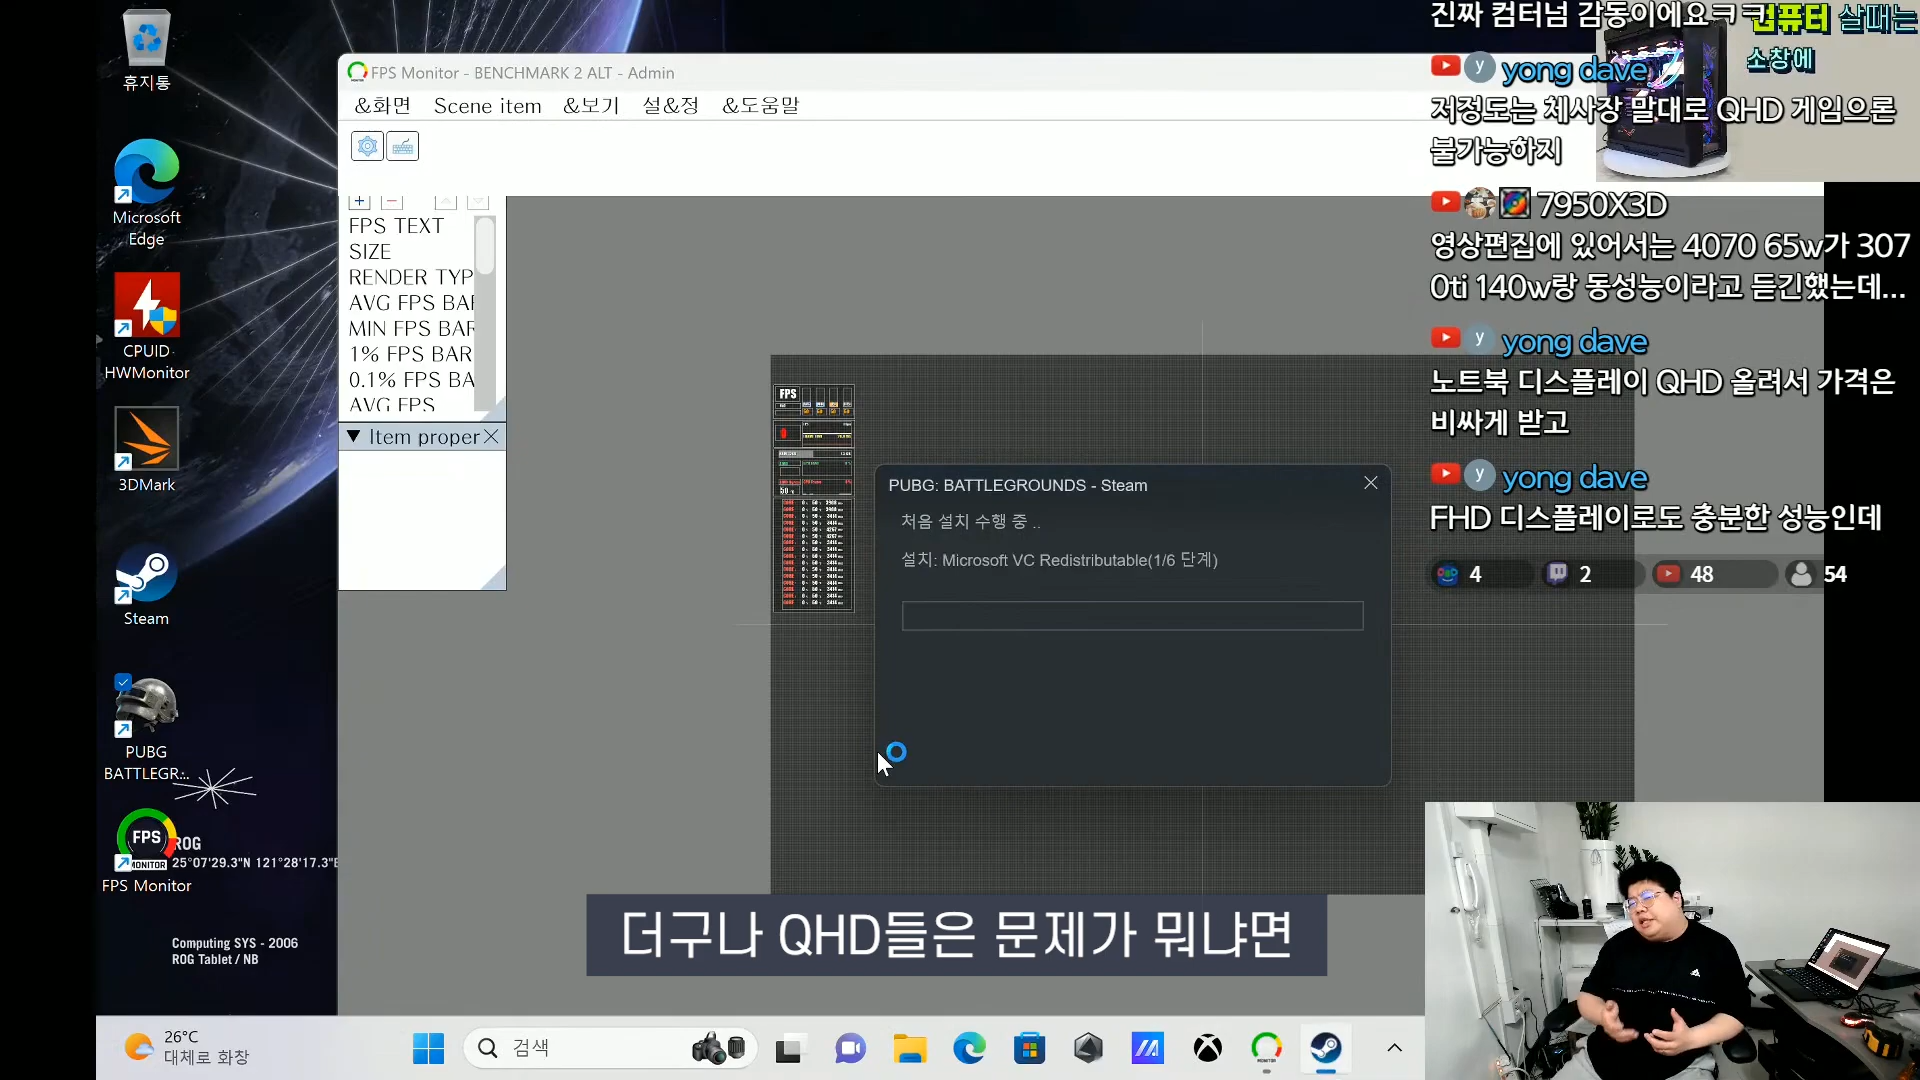 휴지통
Microsoft
Edge
CPUID
HWMonitor
3DMark
Steam
PUBG
BATTLEGR...
FPS
MONITOR
FPS Monitor
ROG
25°07'29.3"N 121°28'17.3"E
Computing SYS - 2006
ROG Tablet / NB
FPS Monitor - BENCHMARK 2 ALT - Admin
&화면 Scene item &보기 설&정 &도움말
FPS TEXT
SIZE
RENDER TYP
AVG FPS BAR
MIN FPS BAR
1% FPS BAR
0.1% FPS BA
AVG FPS
Item proper
FPS
PUBG: BATTLEGROUNDS - Steam
처음 설치 수행 중 ..
설치: Microsoft VC Redistributable(1/6 단계)
진짜 컴터넘 감동이에요ㅋㅋ
컴퓨터 살때는
소창에
yong dave
저정도는 체사장 말대로 QHD 게임으론
불가능하지
7950X3D
영상편집에 있어서는 4070 65w가 307
0ti 140w랑 동성능이라고 듣긴했는데...
yong dave
노트북 디스플레이 QHD 올려서 가격은
비싸게 받고
yong dave
FHD 디스플레이로도 충분한 성능인데
4 2 48 54
더구나 QHD들은 문제가 뭐냐면
26°C
대체로 화창
검색